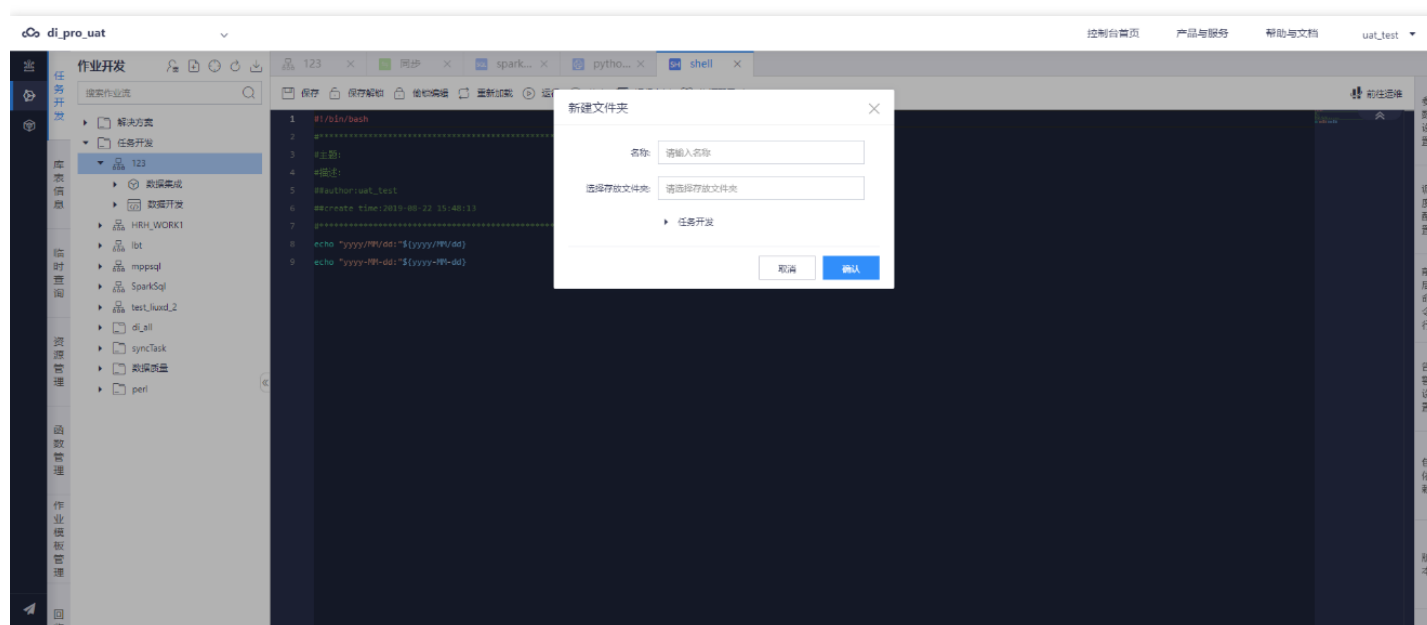 di_pro_uat
控制台首页
产品与服务
帮助与文档
uat_test
任务开发
库表信息
临时查询
资源管理
函数管理
作业模板管理
作业开发
搜索作业流
解决方案
任务开发
123
数据集成
数据开发
HRH_WORK1
lbt
mppsql
SparkSql
test_liuxd_2
di_all
syncTask
数据质量
perl
123
同步
spark...
pytho...
shell
保存
保存解锁
偷锁编辑
重新加载
前往运维
1 #!/bin/bash
2
3 #主题:
4 #描述:
5 ##author:uat_test
6 ##create time:2019-08-22 15:48:13
7
8 echo "yyyy/MM/dd:"${yyyy/MM/dd}
9 echo "yyyy-MM-dd:"${yyyy-MM-dd}
新建文件夹
名称:
请输入名称
选择存放文件夹:
请选择存放文件夹
任务开发
取消
确认